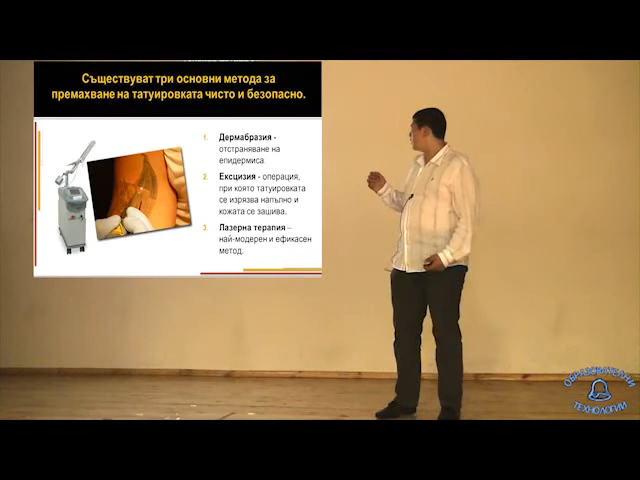 Съществуват три основни метода за
премахване на татуировката чисто и безопасно.
1. Дермабразия -
отстраняване на
епидермиса.
2. Ексцизия - операция,
при която татуировката
се изрязва напълно и
кожата се зашива.
3. Лазерна терапия –
най-модерен и ефикасен
метод.
ОБРАЗОВАТЕЛНИ
ТЕХНОЛОГИИ